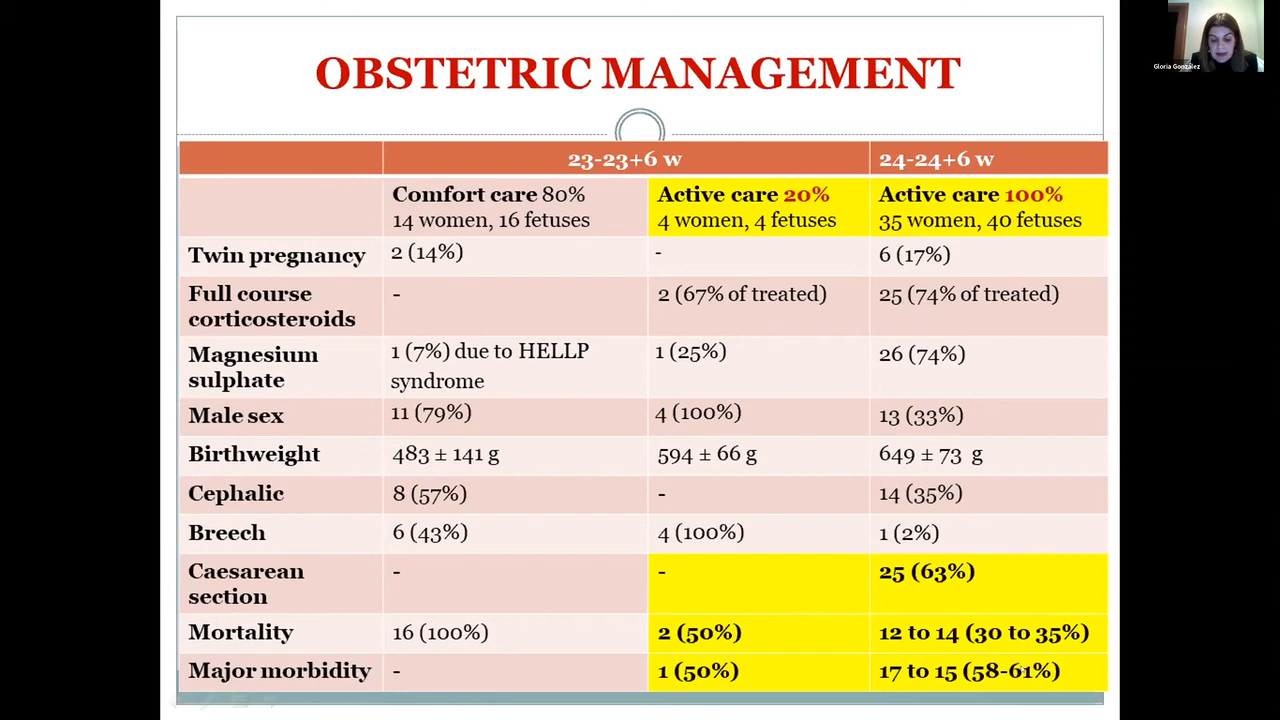 OBSTETRIC MANAGEMENT
Gloria González
23-23+6 w 24-24+6 w
Comfort care 80% Active care 20% Active care 100%
14 women, 16 fetuses 4 women, 4 fetuses 35 women, 40 fetuses
Twin pregnancy 2 (14%) - 6 (17%)
Full course corticosteroids - 2 (67% of treated) 25 (74% of treated)
Magnesium sulphate 1 (7%) due to HELLP syndrome 1 (25%) 26 (74%)
Male sex 11 (79%) 4 (100%) 13 (33%)
Birthweight 483 ± 141 g 594 ± 66 g 649 ± 73 g
Cephalic 8 (57%) - 14 (35%)
Breech 6 (43%) 4 (100%) 1 (2%)
Caesarean section - - 25 (63%)
Mortality 16 (100%) 2 (50%) 12 to 14 (30 to 35%)
Major morbidity - 1 (50%) 17 to 15 (58-61%)